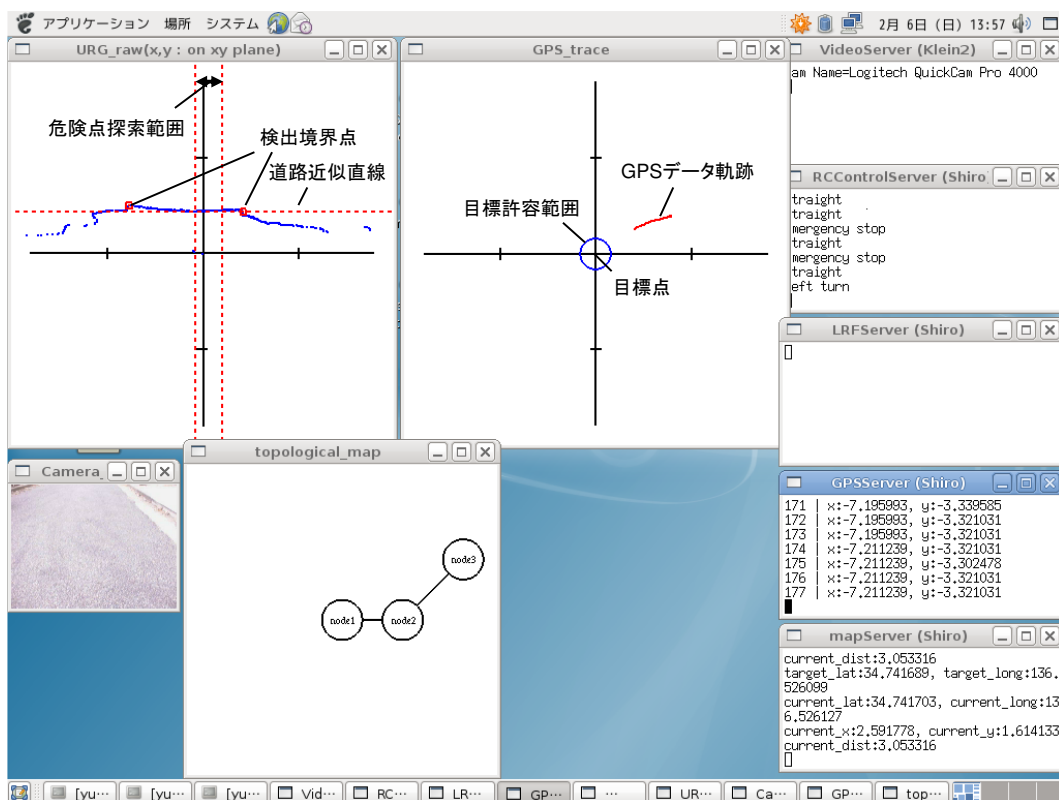 アプリケーション 場所 システム
2月 6日 (日) 13:57
URG_raw(x,y : on xy plane)
危険点探索範囲
検出境界点
道路近似直線
GPS_trace
GPSデータ軌跡
目標許容範囲
目標点
VideoServer (Klein2)
am Name=Logitech QuickCam Pro 4000
RCControlServer (Shiro)
traight
traight
mergency stop
traight
mergency stop
traight
eft turn
LRFServer (Shiro)
Camera_
topological_map
node1
node2
node3
GPSServer (Shiro)
171 | x:-7.195993, y:-3.339585
172 | x:-7.195993, y:-3.321031
173 | x:-7.195993, y:-3.321031
174 | x:-7.211239, y:-3.321031
175 | x:-7.211239, y:-3.302478
176 | x:-7.211239, y:-3.321031
177 | x:-7.211239, y:-3.321031
mapServer (Shiro)
current_dist:3.053316
target_lat:34.741689, target_long:136.
526099
current_lat:34.741703, current_long:13
6.526127
current_x:2.591778, current_y:1.614133
current_dist:3.053316
[yu… [yu… [yu… Vid… RC… LR… GP… … UR… Ca… GP… top…